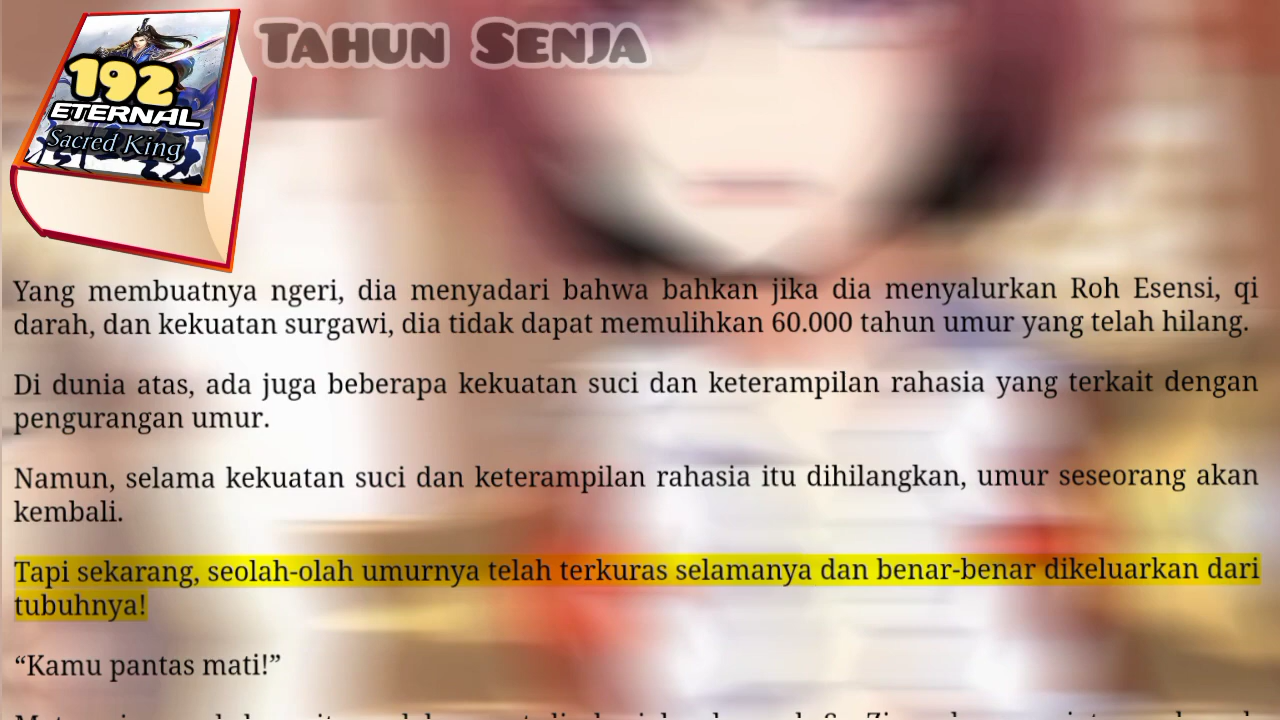 Tahun Senja
192
ETERNAL
Sacred King
Yang membuatnya ngeri, dia menyadari bahwa bahkan jika dia menyalurkan Roh Esensi, qi
darah, dan kekuatan surgawi, dia tidak dapat memulihkan 60.000 tahun umur yang telah hilang.
Di dunia atas, ada juga beberapa kekuatan suci dan keterampilan rahasia yang terkait dengan
pengurangan umur.
Namun, selama kekuatan suci dan keterampilan rahasia itu dihilangkan, umur seseorang akan
kembali.
Tapi sekarang, seolah-olah umurnya telah terkuras selamanya dan benar-benar dikeluarkan dari
tubuhnya!
“Kamu pantas mati!”